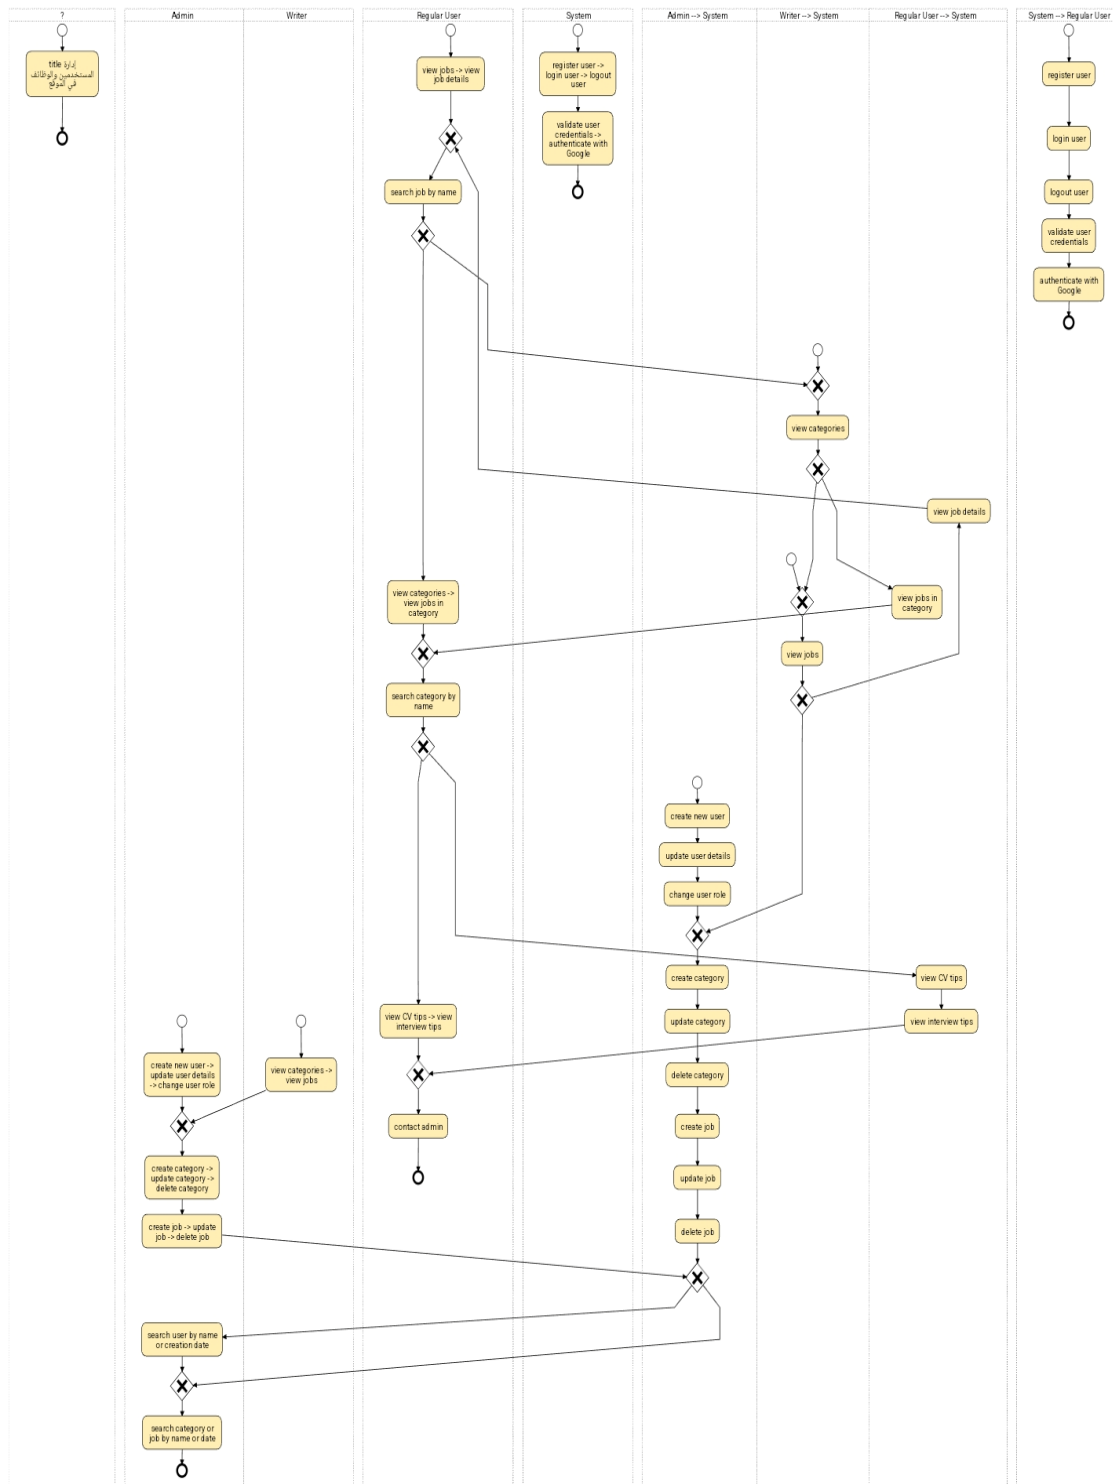 ?
Admin
Writer
Regular User
System
Admin --> System
Writer --> System
Regular User --> System
System --> Regular User
title إدارة
المستخدمين والوظائف
في الموقع
view jobs -> view
job details
register user ->
login user -> logout
user
register user
validate user
credentials ->
authenticate with
Google
login user
search job by name
logout user
validate user
credentials
authenticate with
Google
view categories
view job details
view categories ->
view jobs in
category
view jobs in
category
view jobs
search category by
name
create new user
update user details
change user role
create category
view CV tips
view CV tips -> view
interview tips
update category
view interview tips
create new user ->
update user details
-> change user role
view categories ->
view jobs
delete category
contact admin
create job
create category ->
update category ->
delete category
update job
create job -> update
job -> delete job
delete job
search user by name
or creation date
search category or
job by name or date